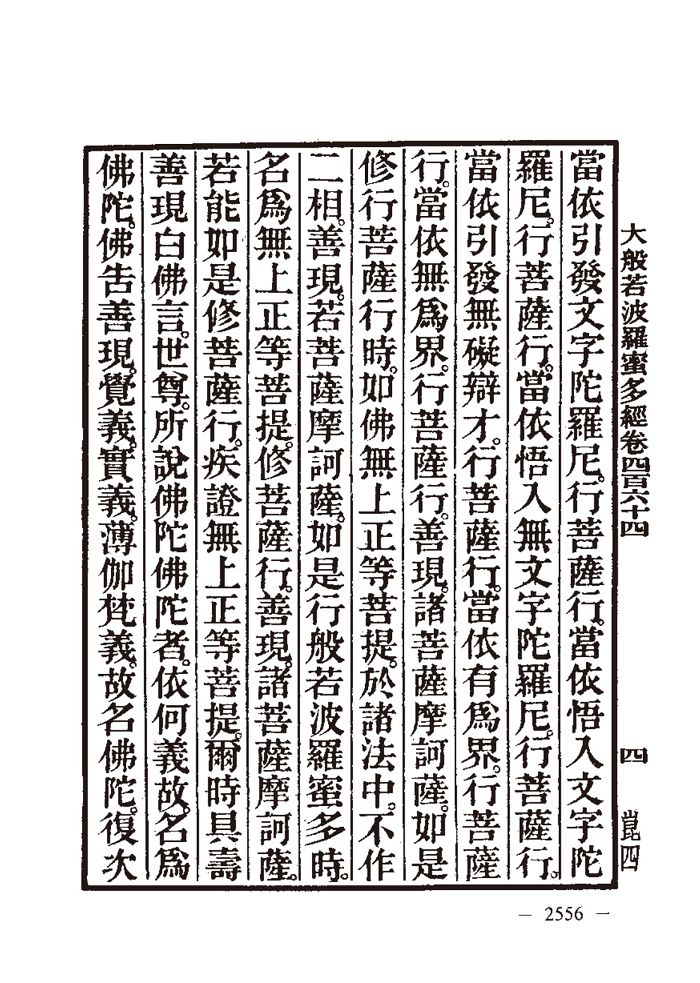 大般若波羅蜜多經卷四百六十四　四　崑四
當依引發文字陀羅尼。行菩薩行。當依悟入文字陀
羅尼。行菩薩行。當依悟入無文字陀羅尼。行菩薩行。
當依引發無礙辯才。行菩薩行。當依有爲界。行菩薩
行。當依無爲界。行菩薩行。善現。諸菩薩摩訶薩。如是
修行菩薩行時。如佛無上正等菩提。於諸法中。不作
二相。善現。若菩薩摩訶薩。如是行般若波羅蜜多時。
名爲無上正等菩提。修菩薩行。善現。諸菩薩摩訶薩。
若能如是修菩薩行。疾證無上正等菩提。爾時具壽
善現白佛言。世尊。所說佛陀佛陀者。依何義故。名爲
佛陀。佛告善現。覺義。實義。薄伽梵義。故名佛陀。復次
— 2556 —